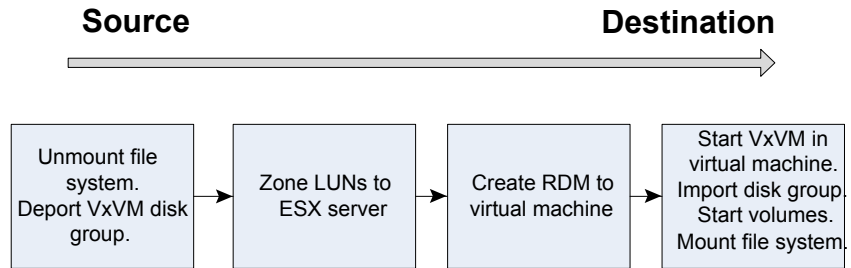 Source
Destination
Unmount file
system.
Deport VxVM disk
group.
Zone LUNs to
ESX server
Create RDM to
virtual machine
Start VxVM in
virtual machine.
Import disk group.
Start volumes.
Mount file system.